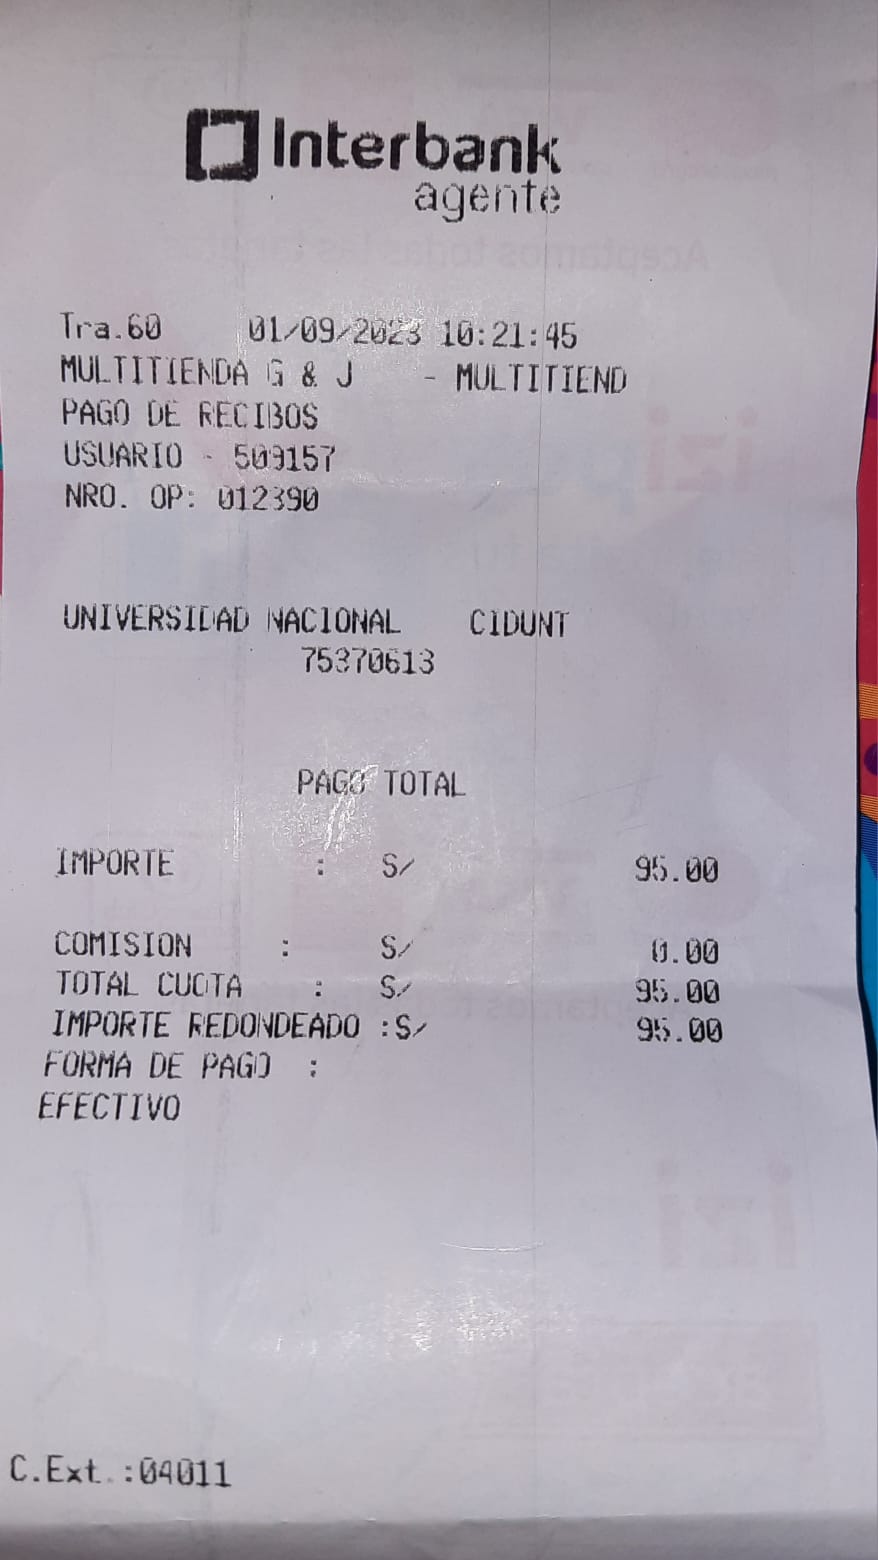 Interbank
agente
Tra.60 01/09/2023 10:21:45
MULTITIENDA G & J - MULTITIEND
PAGO DE RECIBOS
USUARIO - 509157
NRO. OP: 012390
UNIVERSIDAD NACIONAL CIDUNT
75370613
PAGO TOTAL
IMPORTE : S/ 95.00
COMISION : S/ 0.00
TOTAL CUOTA : S/ 95.00
IMPORTE REDONDEADO :S/ 95.00
FORMA DE PAGO :
EFECTIVO
C.Ext.:04011